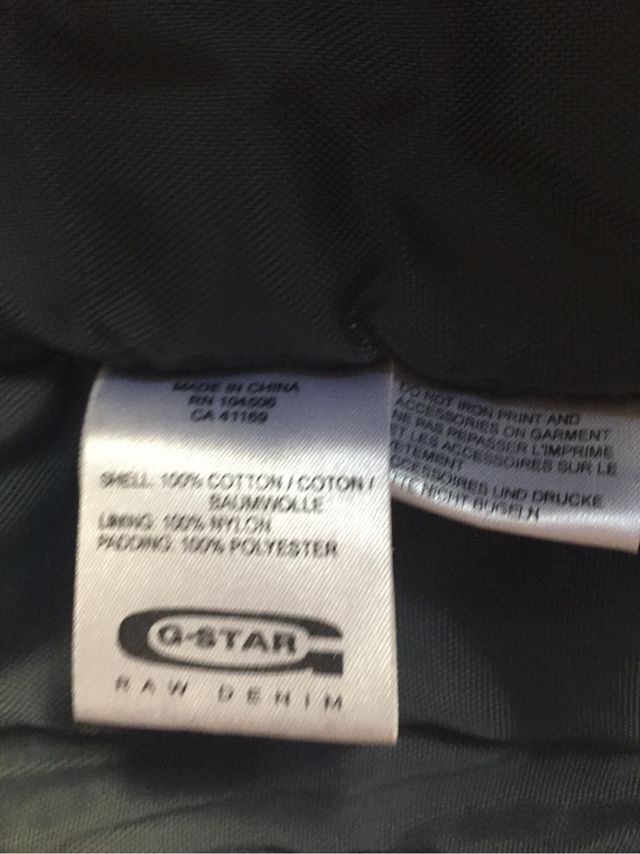 MADE IN CHINA
RN 104506
CA 41169
SHELL: 100% COTTON / COTON /
BAUMWOLLE
LINING: 100% NYLON
PADDING: 100% POLYESTER
G-STAR
RAW DENIM
DO NOT IRON PRINT AND
ACCESSORIES ON GARMENT
NE PAS REPASSER L'IMPRIME
ET LES ACCESSOIRES SUR LE
VETEMENT
ACCESSOIRES UND DRUCKE
NICHT BUGELN